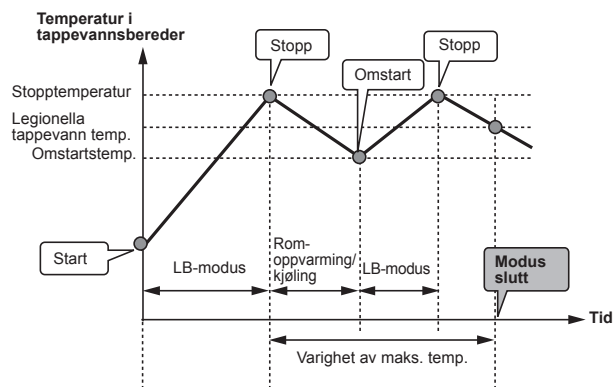 Temperatur i
tappevannsbereder
Stopp
Stopp
Omstart
Stopptemperatur
Legionella
tappevann temp.
Omstartstemp.
Start
LB-modus
Rom-
oppvarming/
kjøling
LB-modus
Modus
slutt
Tid
Varighet av maks. temp.